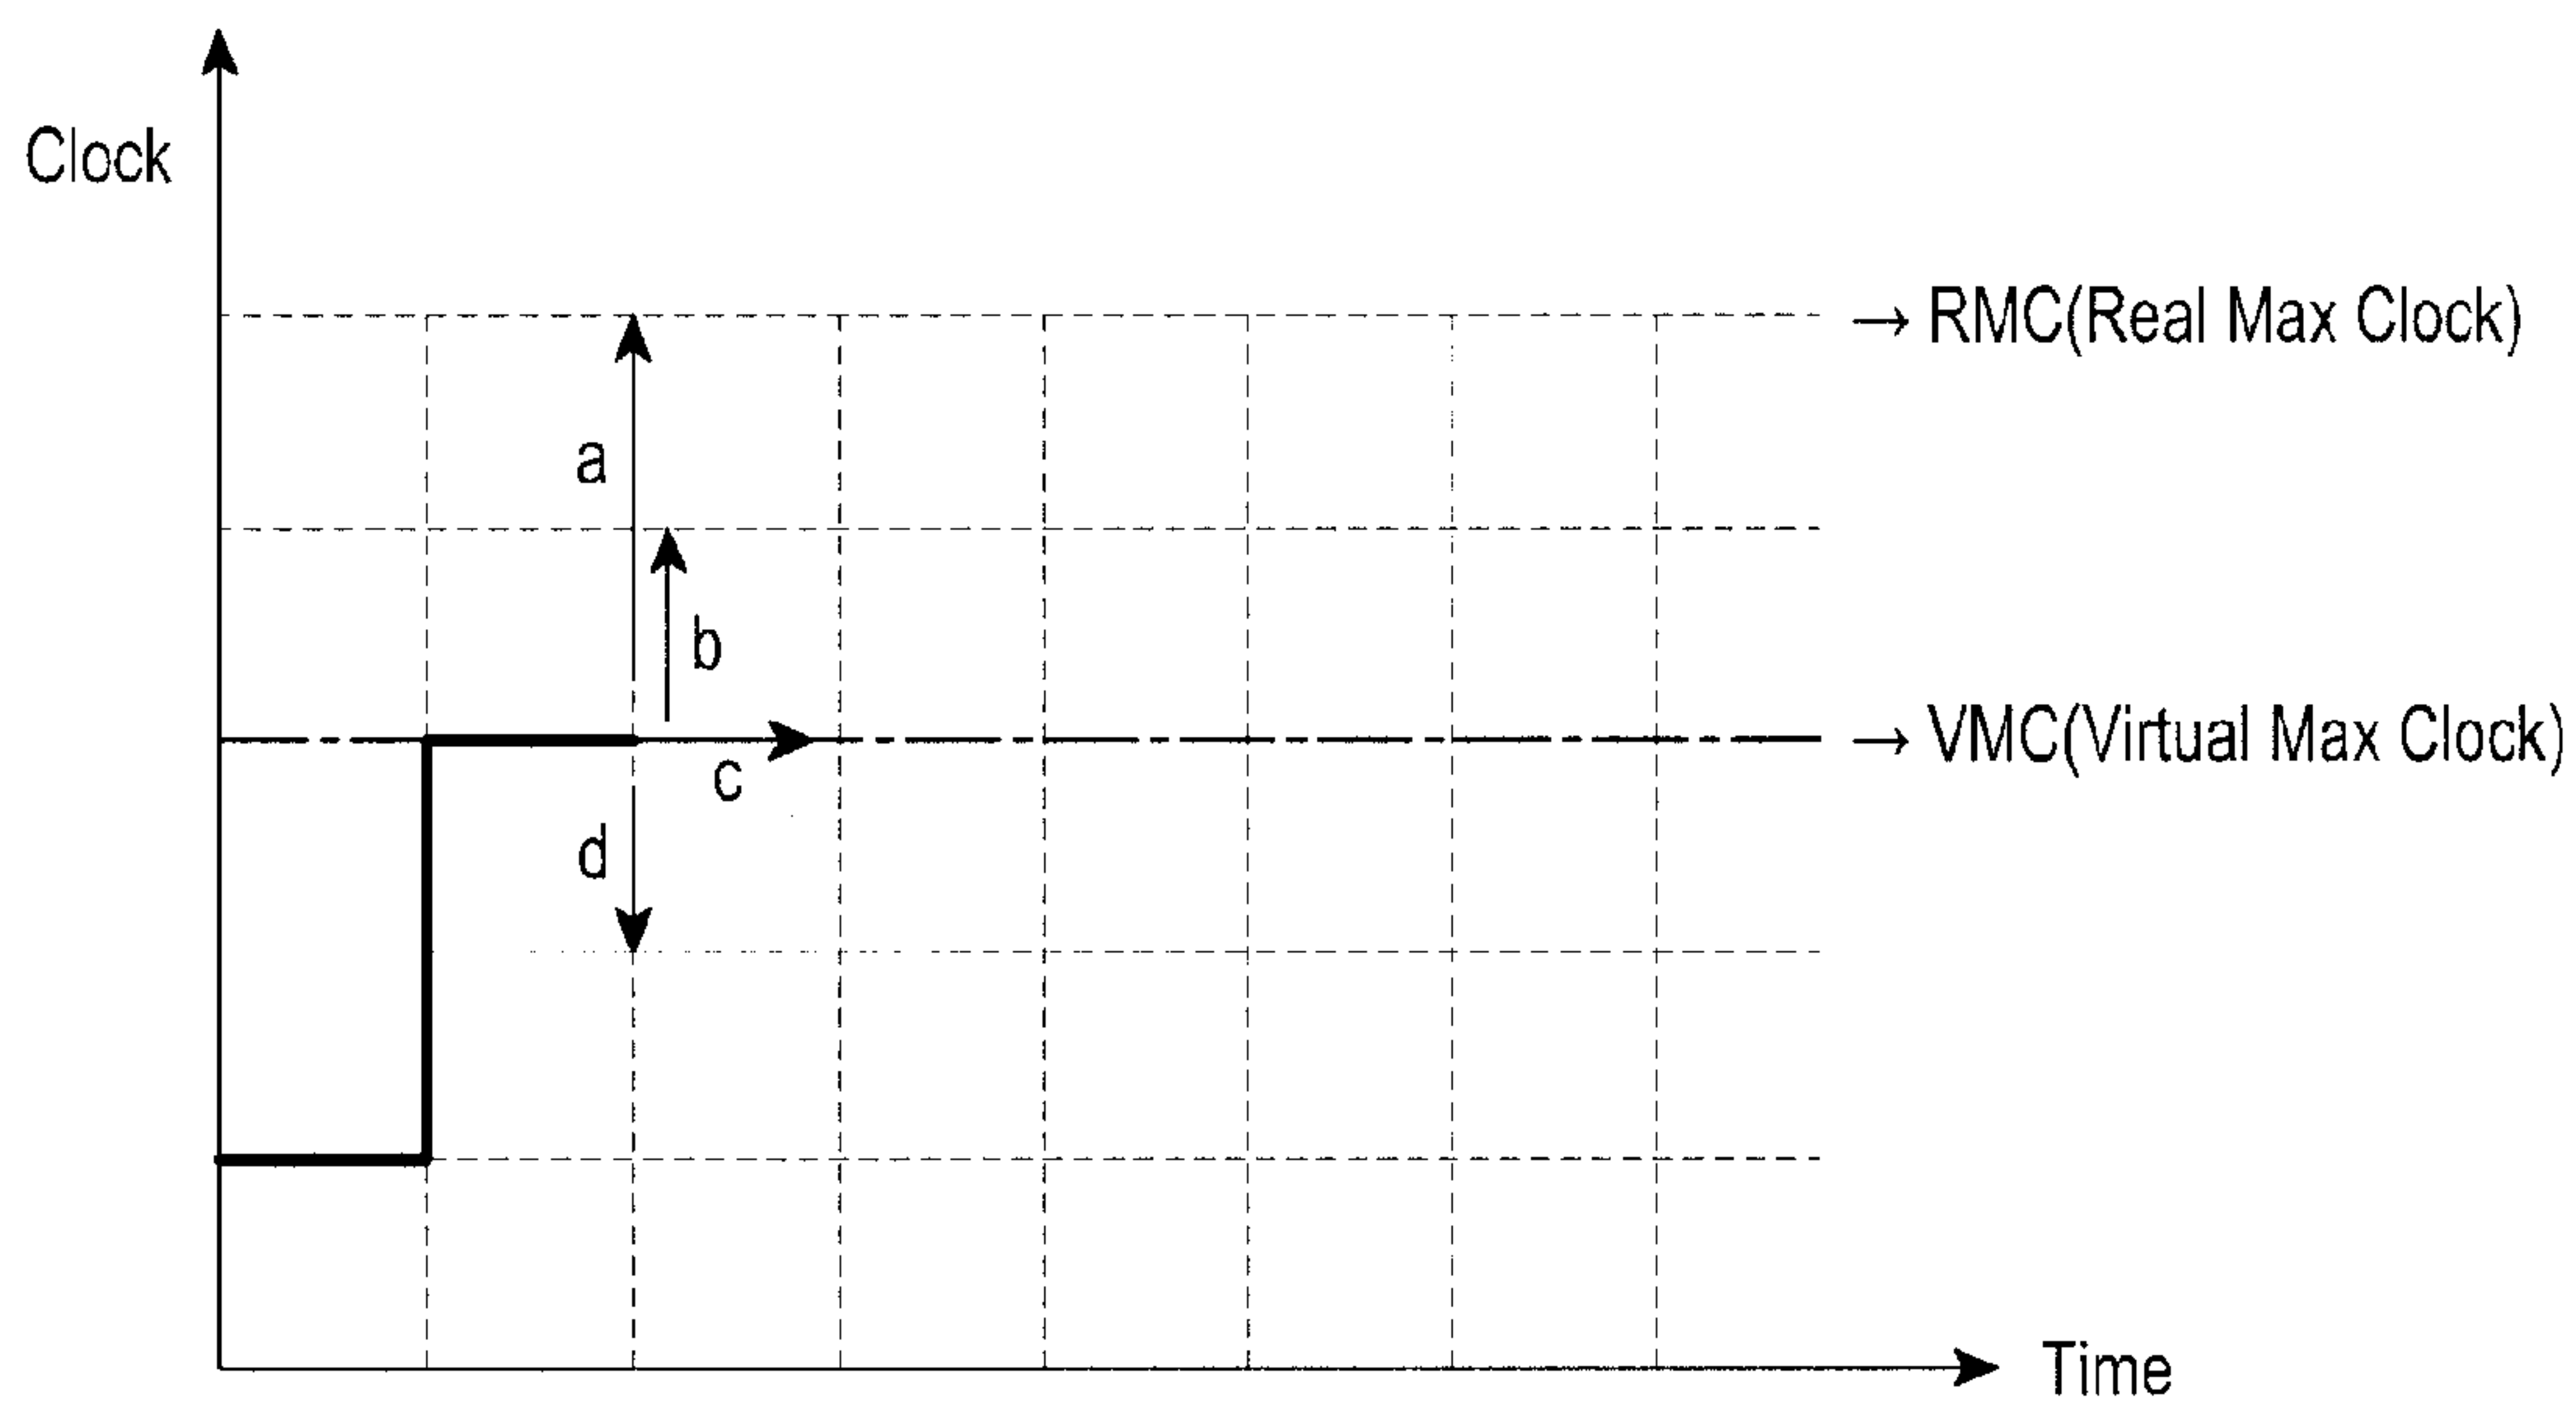 Clock
→ RMC(Real Max Clock)
a
b
→ VMC(Virtual Max Clock)
c
d
Time